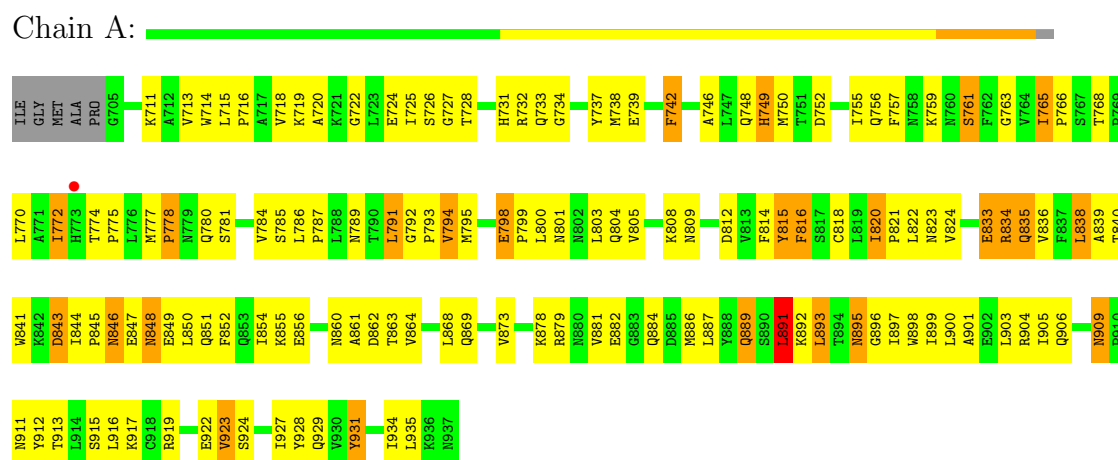 Chain A:
ILE GLY MET ALA PRO G705 K711 A712 V713 W714 L715 P716 A717 V718 K719 A720 K721 G722 L723 E724 I725 S726 G727 T728 H731 R732 Q733 G734 Y737 M738 E739 F742 A746 L747 Q748 H749 M750 T751 D752 I755 Q756 F757 N758 K759 N760 S761 F762 G763 V764 I765 P766 S767 T768 P769
L770 A771 I772 H773 T774 P775 L776 M777 P778 N779 Q780 S781 V784 S785 L786 P787 L788 N789 T790 L791 G792 P793 V794 M795 E798 P799 L800 N801 N802 L803 Q804 V805 K808 N809 D812 V813 F814 Y815 F816 S817 C818 L819 I820 P821 L822 N823 V824 E833 R834 Q835 V836 F837 L838 A839 T840
W841 K842 D843 I844 P845 N846 E847 N848 E849 L850 Q851 F852 Q853 I854 K855 E856 N860 A861 D862 T863 V864 L868 Q869 V873 K878 R879 N880 V881 E882 G883 Q884 D885 M886 L887 Y888 Q889 S890 L891 K892 L893 T894 N895 G896 I897 W898 I899 L900 A901 E902 L903 R904 I905 Q906 N909 P910
N911 Y912 T913 L914 S915 L916 K917 C918 R919 E922 V923 S924 I927 Y928 Q929 V930 Y931 I934 L935 K936 N937